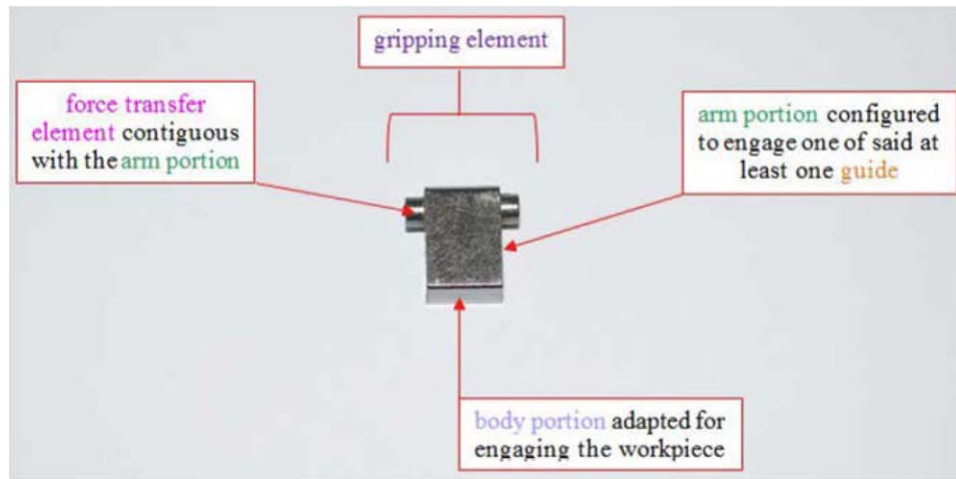 gripping element
force transfer
element contiguous
with the arm portion
arm portion configured
to engage one of said at
least one guide
body portion adapted for
engaging the workpiece